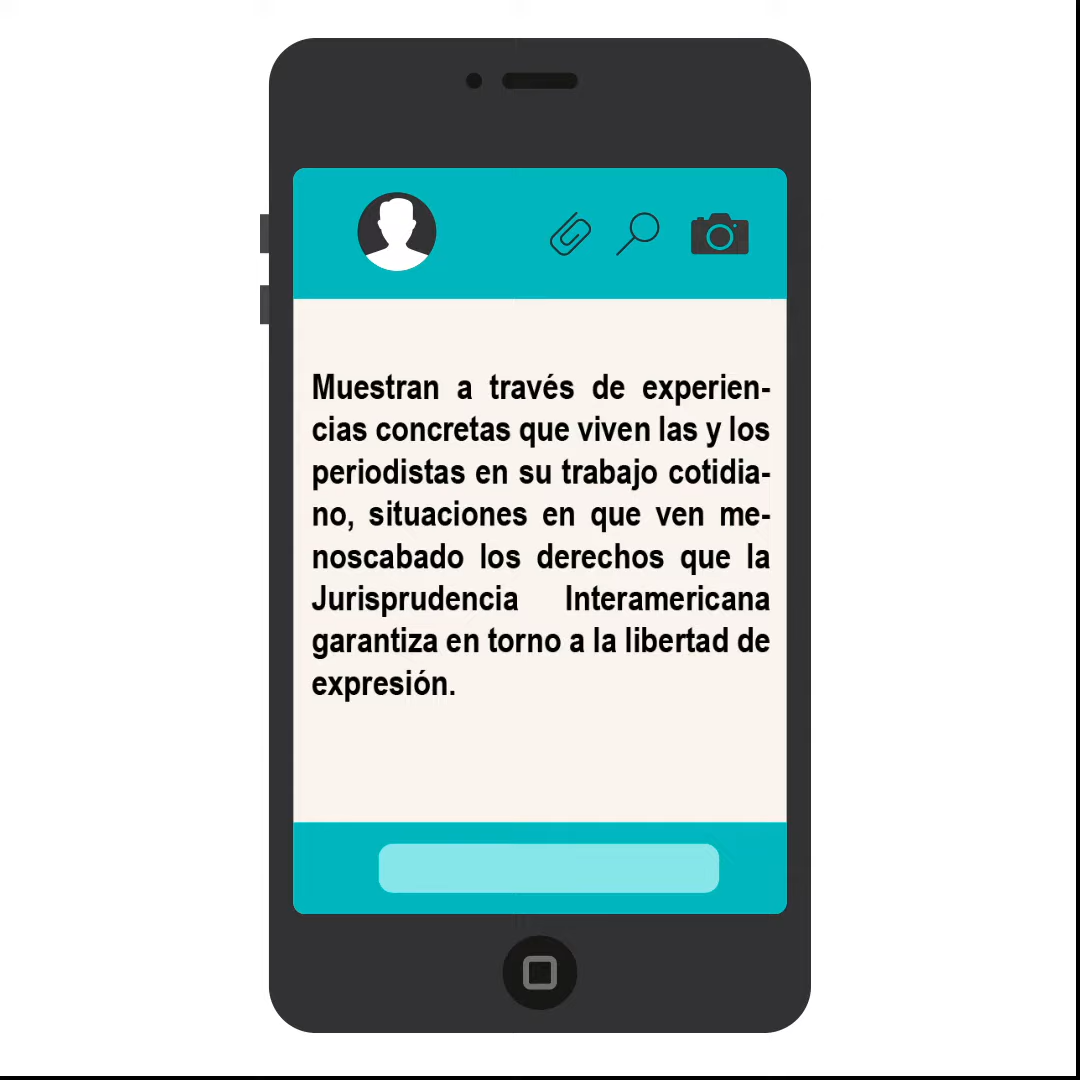 Muestran a través de experien-
cias concretas que viven las y los
periodistas en su trabajo cotidia-
no, situaciones en que ven me-
noscabado los derechos que la
Jurisprudencia Interamericana
garantiza en torno a la libertad de
expresión.